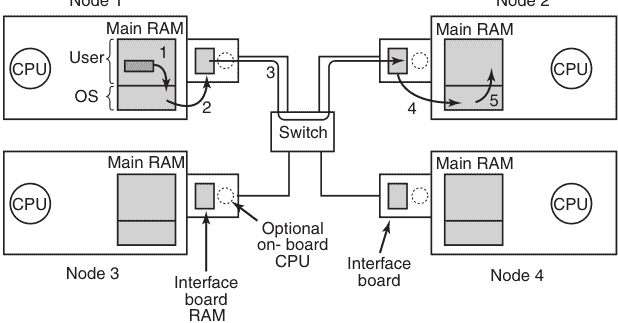 Node 1
Node 2
Main RAM
Main RAM
User
1
CPU
3
CPU
OS
2
4
5
Switch
Main RAM
Main RAM
CPU
CPU
Optional
on- board
CPU
Node 3
Interface
board
RAM
Interface
board
Node 4